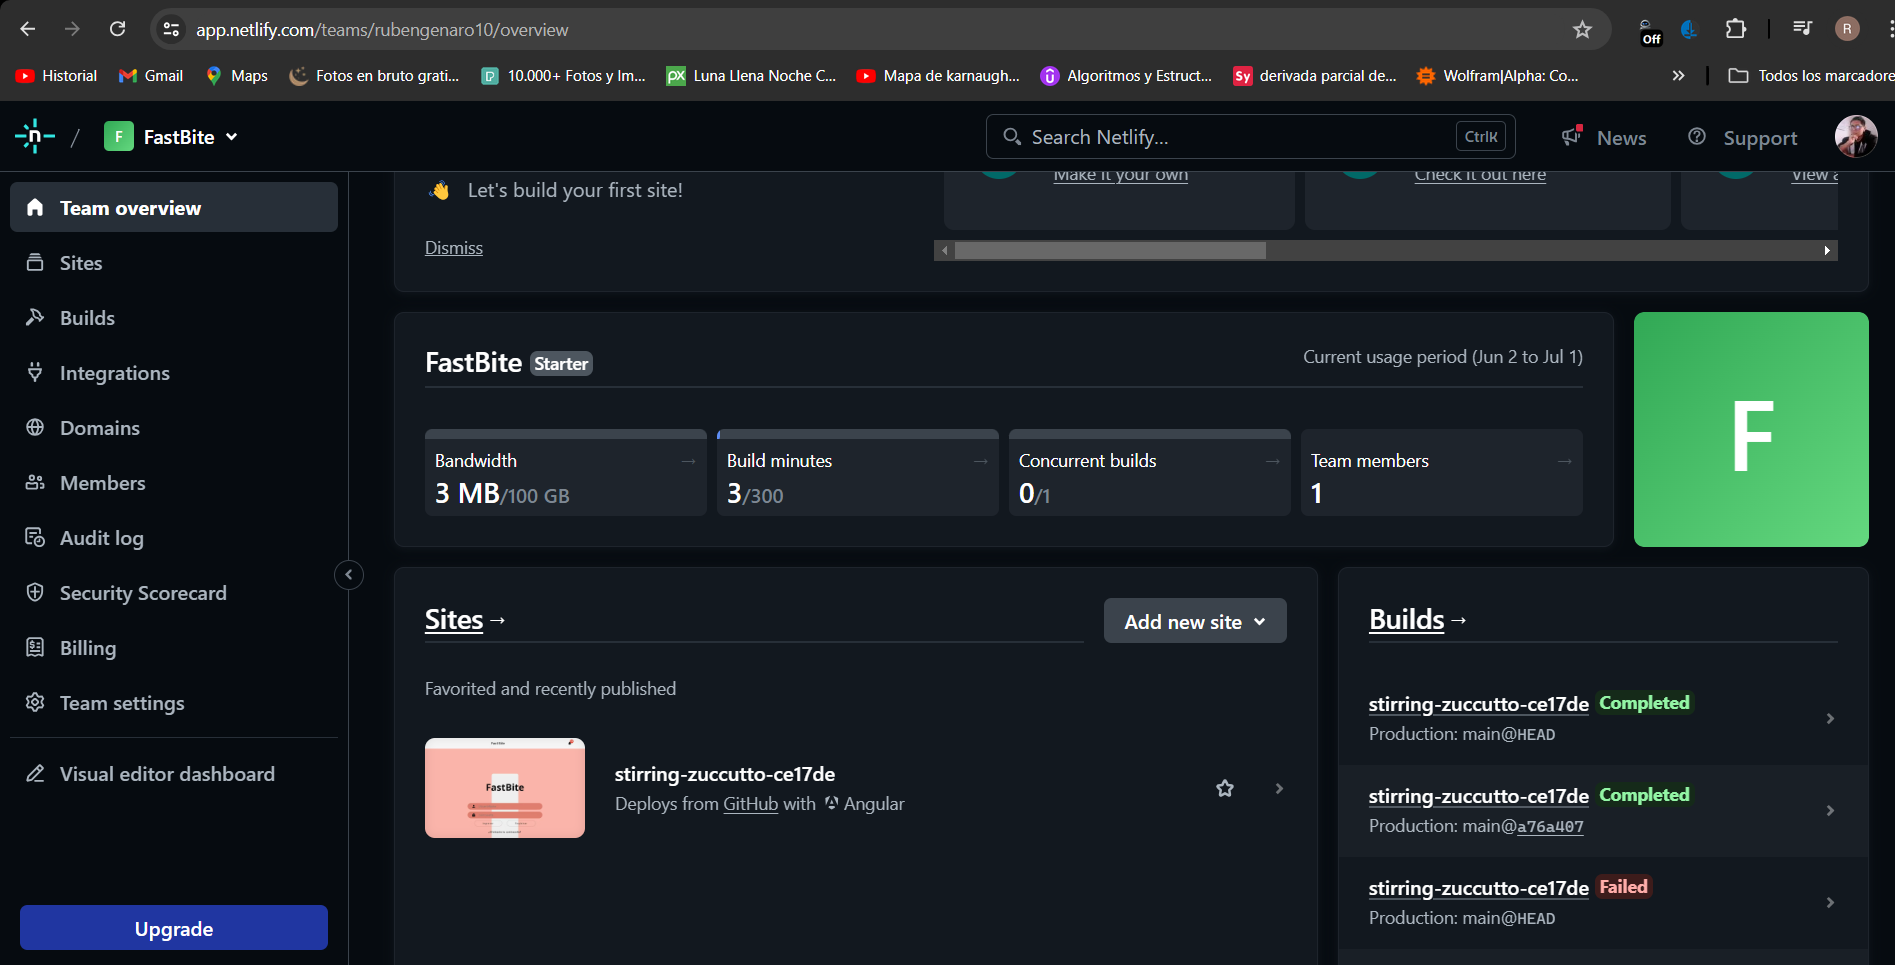 app.netlify.com/teams/rubengenaro10/overview
Off
R
Historial
Gmail
Maps
Fotos en bruto grati...
10.000+ Fotos y Im...
Luna Llena Noche C...
Mapa de karnaugh...
Algoritmos y Estruct...
Sy derivada parcial de...
Wolfram|Alpha: Co...
Todos los marcadore
n / F FastBite
Search Netlify... CtrlK
News
Support
Team overview
Sites
Builds
Integrations
Domains
Members
Audit log
Security Scorecard
Billing
Team settings
Visual editor dashboard
Upgrade
👋 Let's build your first site!
Dismiss
Make it your own
Check it out here
View
FastBite Starter
Current usage period (Jun 2 to Jul 1)
Bandwidth →
3 MB/100 GB
Build minutes →
3/300
Concurrent builds →
0/1
Team members →
1
F
Sites →
Add new site
Favorited and recently published
FastBite
stirring-zuccutto-ce17de
Deploys from GitHub with Angular
Builds →
stirring-zuccutto-ce17de Completed
Production: main@HEAD
stirring-zuccutto-ce17de Completed
Production: main@a76a407
stirring-zuccutto-ce17de Failed
Production: main@HEAD